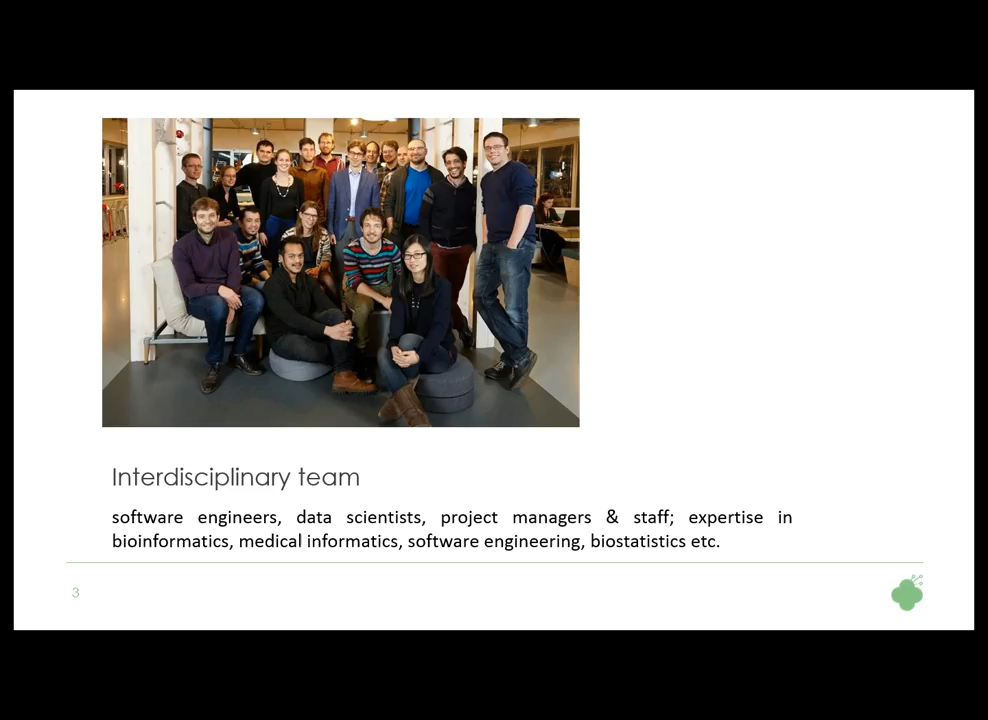 Interdisciplinary team
software engineers, data scientists, project managers & staff; expertise in
bioinformatics, medical informatics, software engineering, biostatistics etc.
3